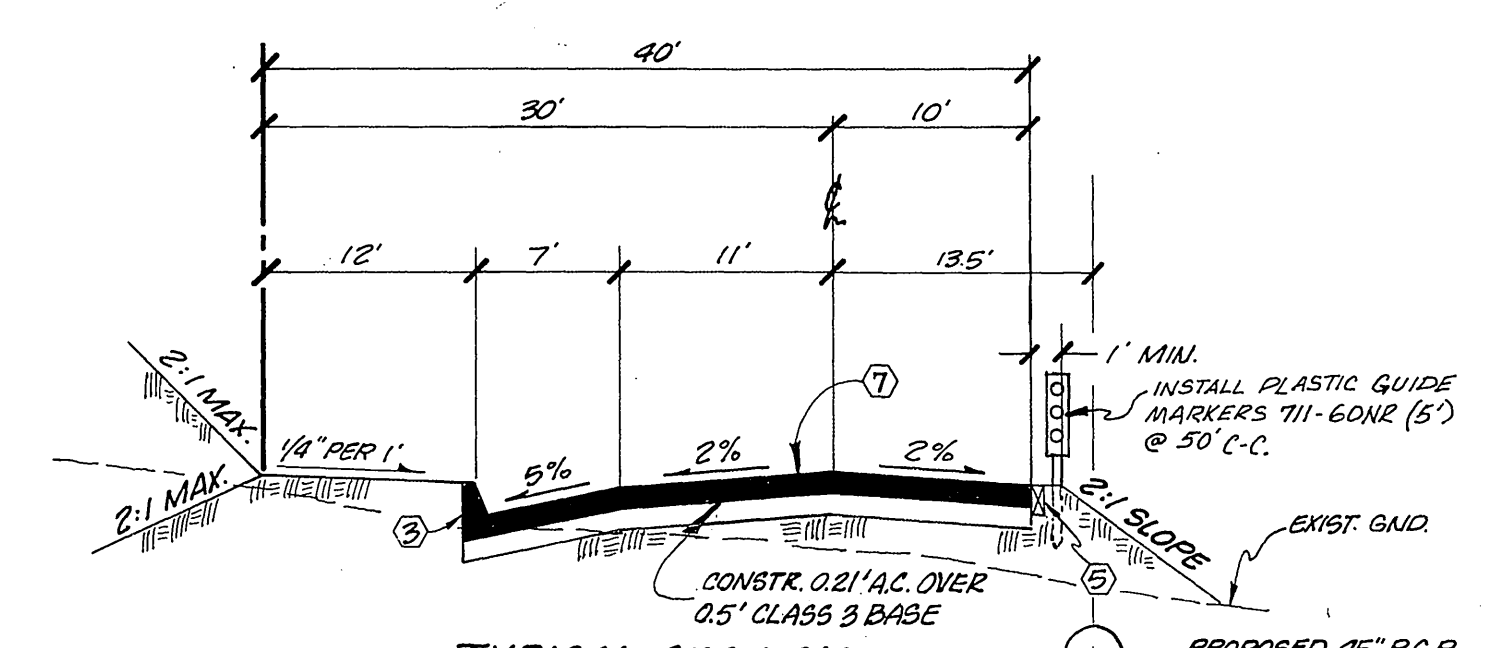 40'
30' 10'
℄
12' 7' 11' 13.5'
1' MIN.
2:1 MAX.
7
INSTALL PLASTIC GUIDE
MARKERS 711-60NR (5')
@ 50' C-C.
1/4" PER 1'
5%
2%
2%
2:1 MAX.
3
2:1 SLOPE
EXIST. GND.
5
CONSTR. 0.21' A.C. OVER
0.5' CLASS 3 BASE